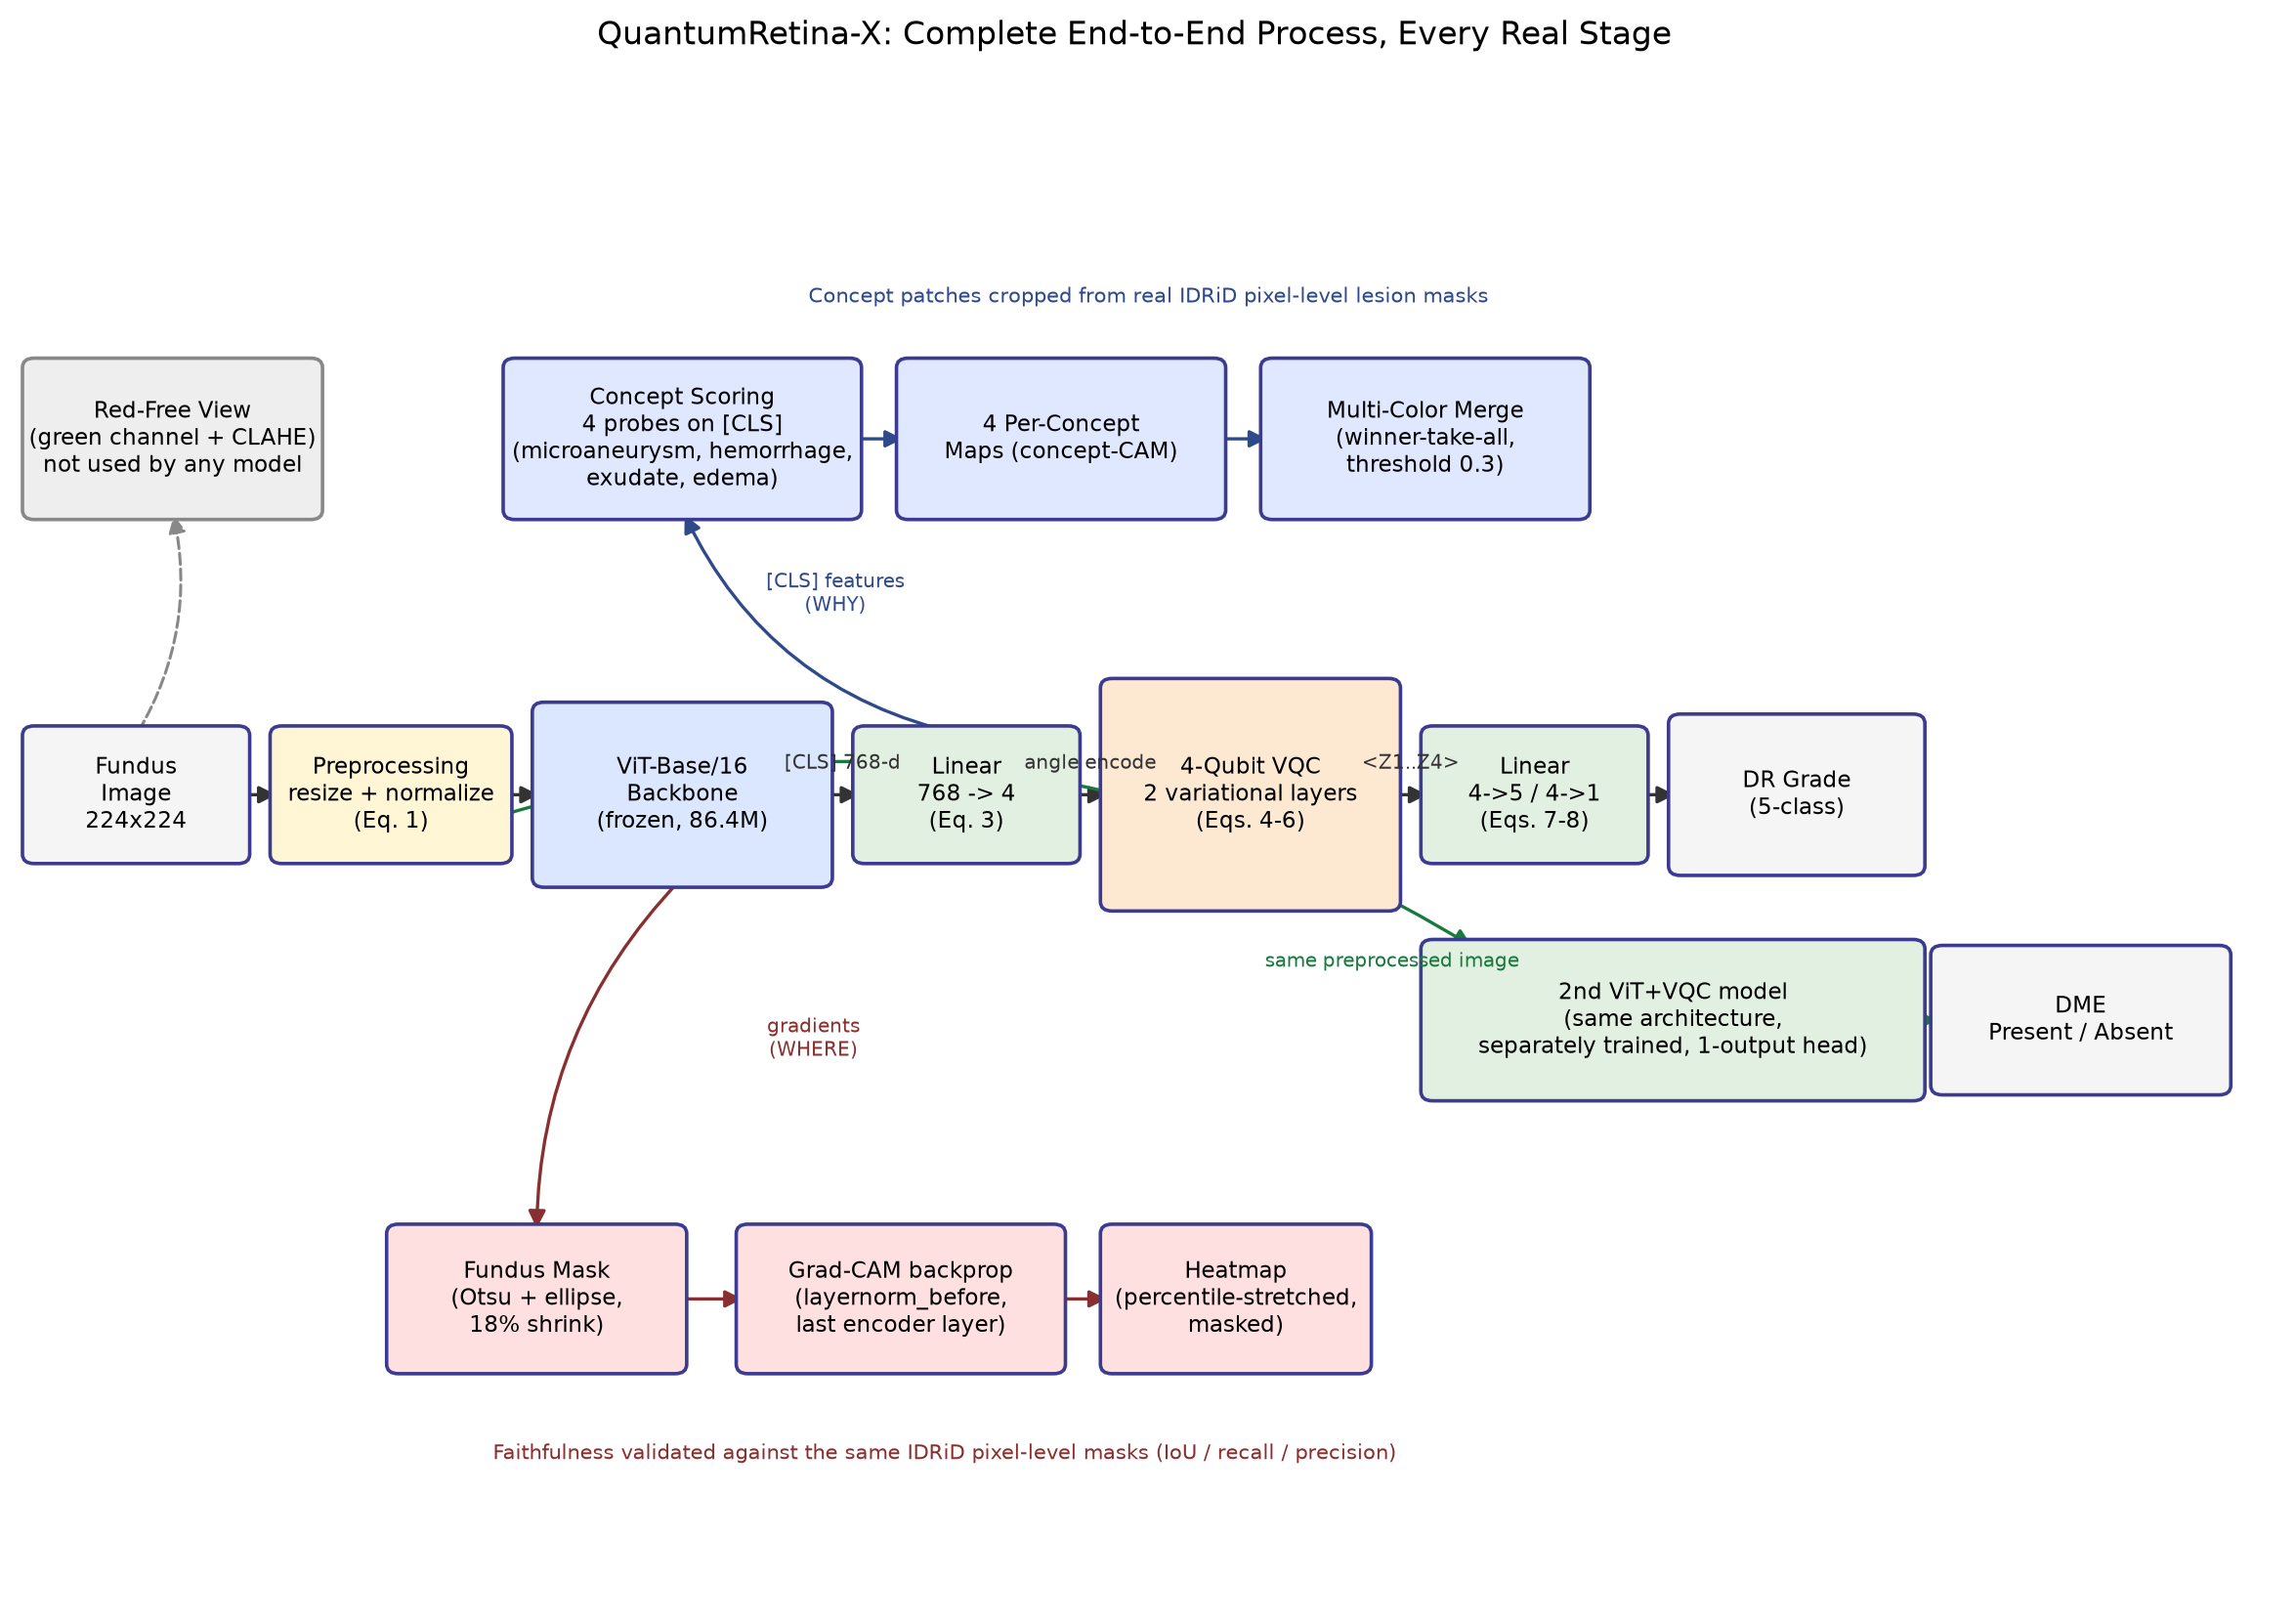 QuantumRetina-X: Complete End-to-End Process, Every Real Stage
Concept patches cropped from real IDRiD pixel-level lesion masks
Red-Free View
(green channel + CLAHE)
not used by any model
Concept Scoring
4 probes on [CLS]
(microaneurysm, hemorrhage,
exudate, edema)
4 Per-Concept
Maps (concept-CAM)
Multi-Color Merge
(winner-take-all,
threshold 0.3)
[CLS] features
(WHY)
Fundus
Image
224x224
Preprocessing
resize + normalize
(Eq. 1)
ViT-Base/16
Backbone
(frozen, 86.4M)
[CLS] 768-d
Linear
768 -> 4
(Eq. 3)
angle encode
4-Qubit VQC
2 variational layers
(Eqs. 4-6)
<Z1..Z4>
Linear
4->5 / 4->1
(Eqs. 7-8)
DR Grade
(5-class)
same preprocessed image
2nd ViT+VQC model
(same architecture,
separately trained, 1-output head)
DME
Present / Absent
gradients
(WHERE)
Fundus Mask
(Otsu + ellipse,
18% shrink)
Grad-CAM backprop
(layernorm_before,
last encoder layer)
Heatmap
(percentile-stretched,
masked)
Faithfulness validated against the same IDRiD pixel-level masks (IoU / recall / precision)